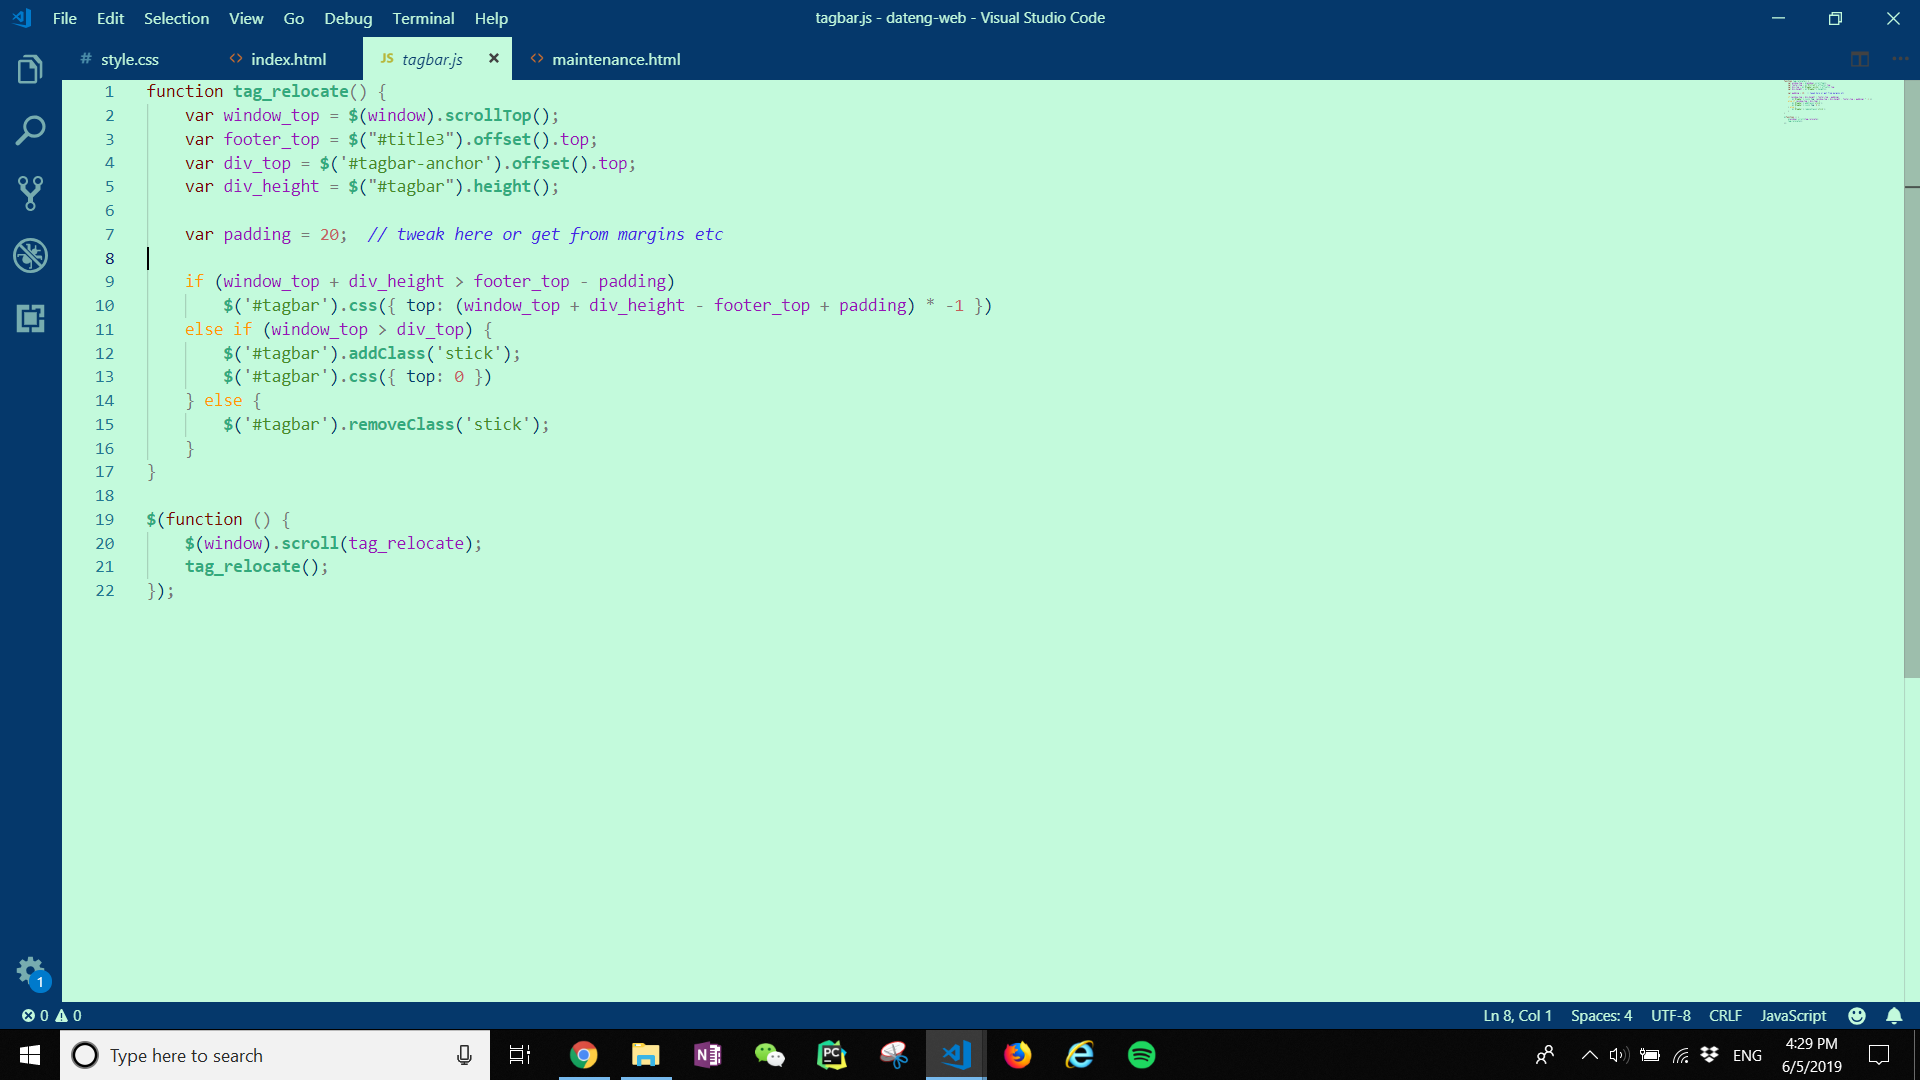 File Edit Selection View Go Debug Terminal Help
tagbar.js - dateng-web - Visual Studio Code
# style.css
<> index.html
JS tagbar.js ×
<> maintenance.html
1 function tag_relocate() {
2     var window_top = $(window).scrollTop();
3     var footer_top = $("#title3").offset().top;
4     var div_top = $('#tagbar-anchor').offset().top;
5     var div_height = $("#tagbar").height();
6
7     var padding = 20;  // tweak here or get from margins etc
8
9     if (window_top + div_height > footer_top - padding)
10         $('#tagbar').css({ top: (window_top + div_height - footer_top + padding) * -1 })
11     else if (window_top > div_top) {
12         $('#tagbar').addClass('stick');
13         $('#tagbar').css({ top: 0 })
14     } else {
15         $('#tagbar').removeClass('stick');
16     }
17 }
18
19 $(function () {
20     $(window).scroll(tag_relocate);
21     tag_relocate();
22 });
1
0 0
Ln 8, Col 1 Spaces: 4 UTF-8 CRLF JavaScript
Type here to search
N
PC
ENG
4:29 PM
6/5/2019